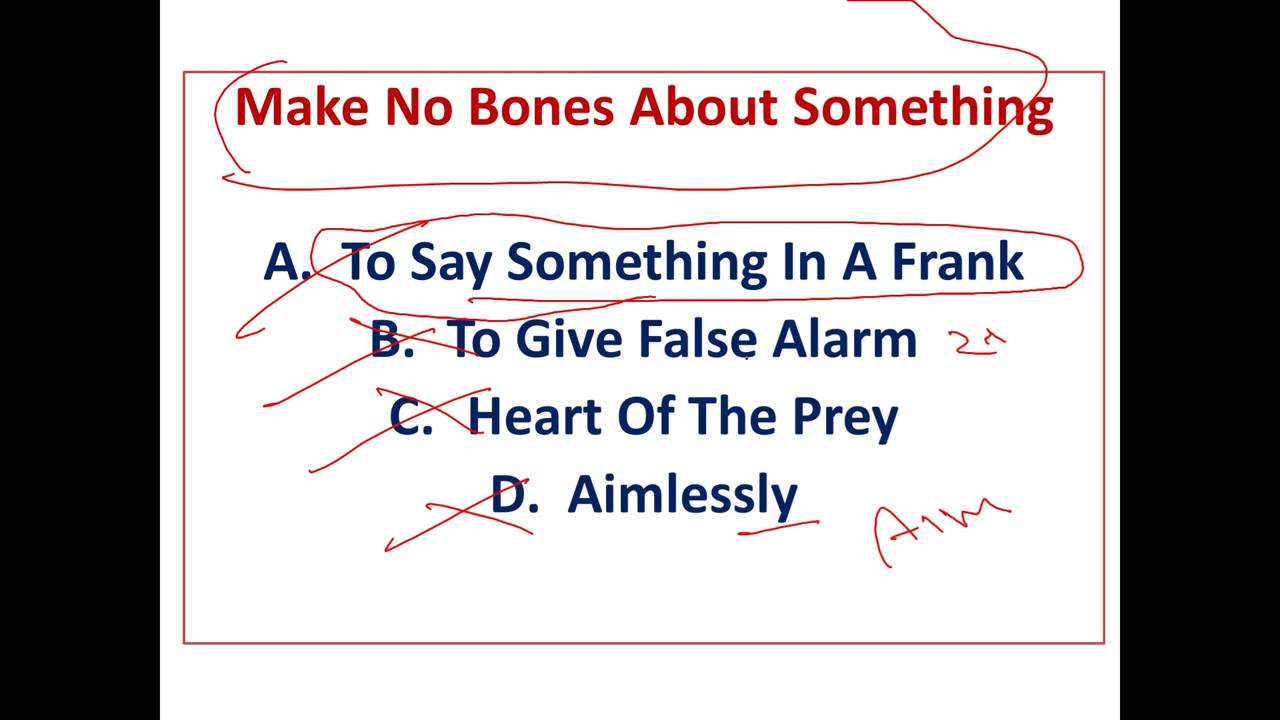 Make No Bones About Something
A. To Say Something In A Frank
B. To Give False Alarm
C. Heart Of The Prey
D. Aimlessly
Aim